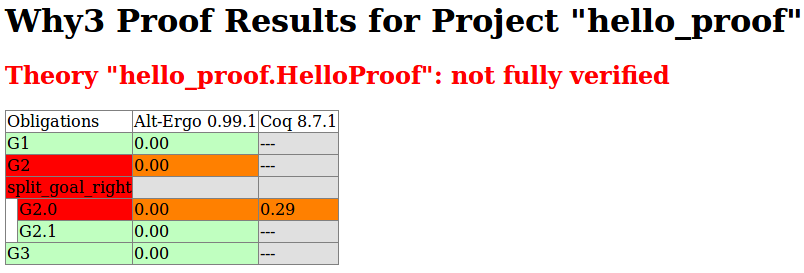 Why3 Proof Results for Project "hello_proof"
Theory "hello_proof.HelloProof": not fully verified
Obligations Alt-Ergo 0.99.1 Coq 8.7.1
G1 0.00 ---
G2 0.00 ---
split_goal_right
G2.0 0.00 0.29
G2.1 0.00 ---
G3 0.00 ---